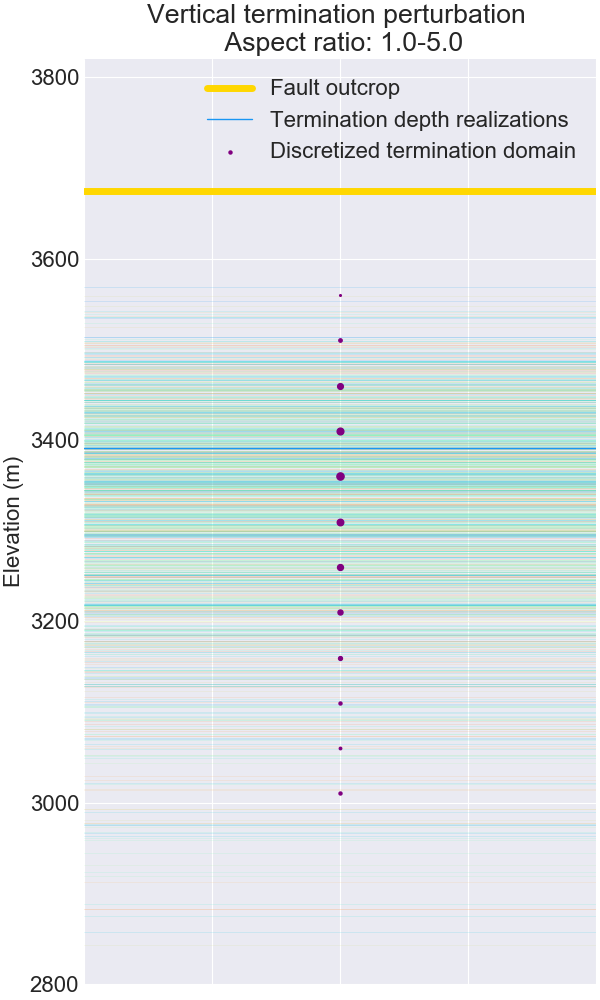 Vertical termination perturbation
Aspect ratio: 1.0-5.0
3800
Fault outcrop
Termination depth realizations
Discretized termination domain
3600
3400
Elevation (m)
3200
3000
2800